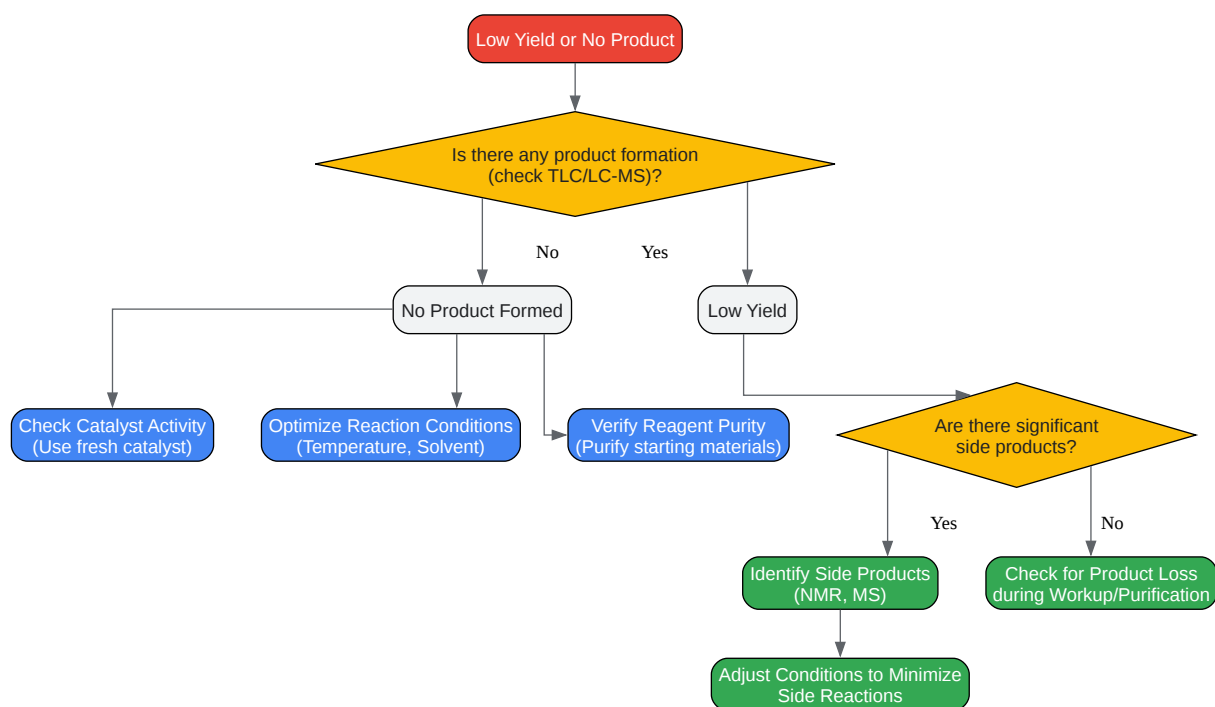 Low Yield or No Product
Is there any product formation
(check TLC/LC-MS)?
No
Yes
No Product Formed
Low Yield
Check Catalyst Activity
(Use fresh catalyst)
Optimize Reaction Conditions
(Temperature, Solvent)
Verify Reagent Purity
(Purify starting materials)
Are there significant
side products?
Yes
No
Identify Side Products
(NMR, MS)
Check for Product Loss
during Workup/Purification
Adjust Conditions to Minimize
Side Reactions